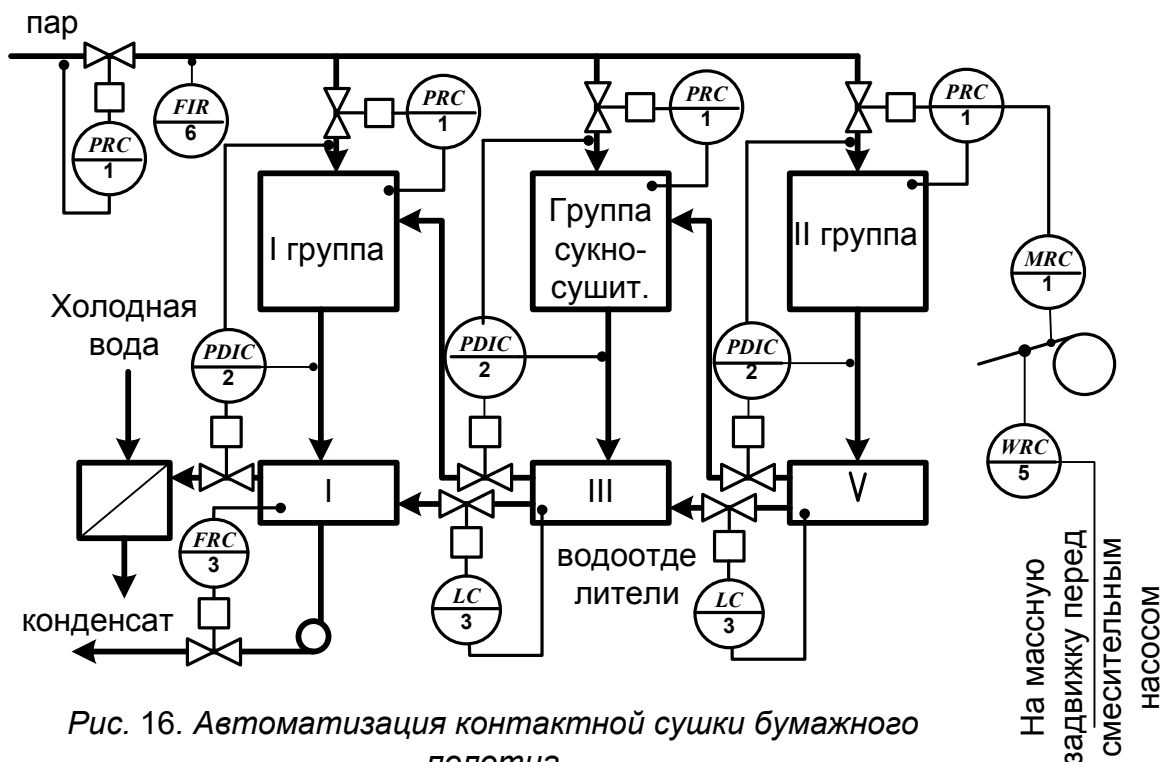 пар
PRC
1
FIR
6
PRC
1
PRC
1
PRC
1
I группа
Группа
сукно-
сушит.
II группа
MRC
1
Холодная
вода
PDIC
2
PDIC
2
PDIC
2
WRC
5
I
III
V
FRC
3
водоотде
лители
LC
3
LC
3
конденсат
На массную
задвижку перед
смесительным
насосом
Рис. 16. Автоматизация контактной сушки бумажного
полотна